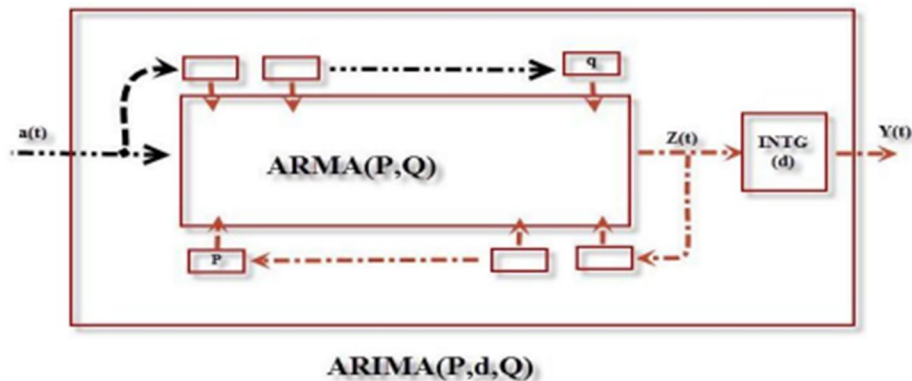 q
a(t)
Z(t)
INTG
(d)
Y(t)
ARMA(P,Q)
P
ARIMA(P,d,Q)